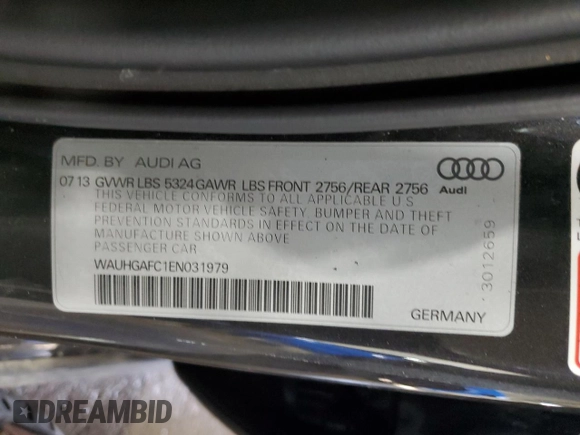 MFD. BY AUDI AG
07 13 GVWR LBS 5324 GAWR LBS FRONT 2756/REAR 2756
THIS VEHICLE CONFORMS TO ALL APPLICABLE U S
FEDERAL MOTOR VEHICLE SAFETY, BUMPER AND THEFT
PREVENTION STANDARDS IN EFFECT ON THE DATE OF
MANUFACTURE SHOWN ABOVE
PASSENGER CAR
WAUHGAFC1EN031979
Audi
3012659
GERMANY
DREAMBID